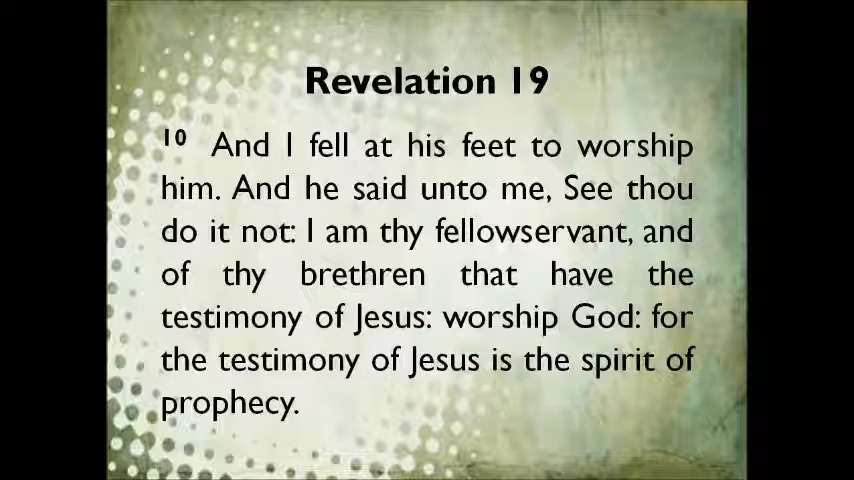 Revelation 19
10 And I fell at his feet to worship
him. And he said unto me, See thou
do it not: I am thy fellowservant, and
of thy brethren that have the
testimony of Jesus: worship God: for
the testimony of Jesus is the spirit of
prophecy.